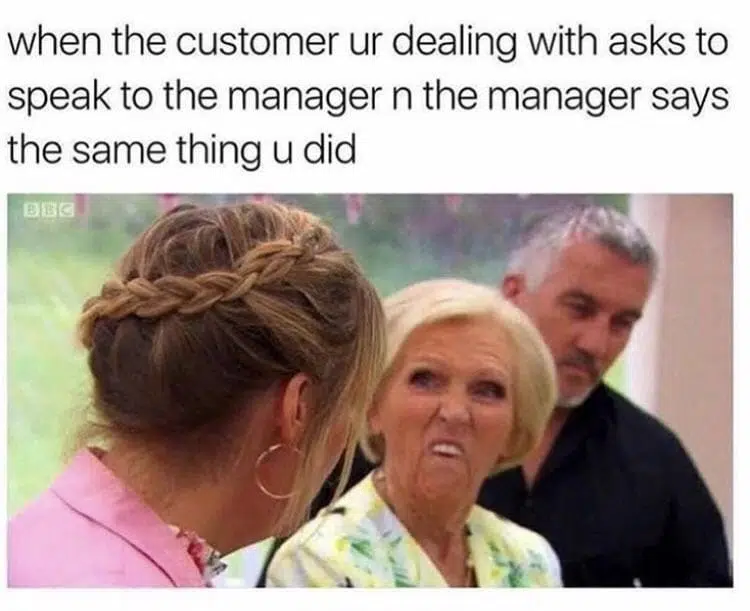 when the customer ur dealing with asks to
speak to the manager n the manager says
the same thing u did
BBC